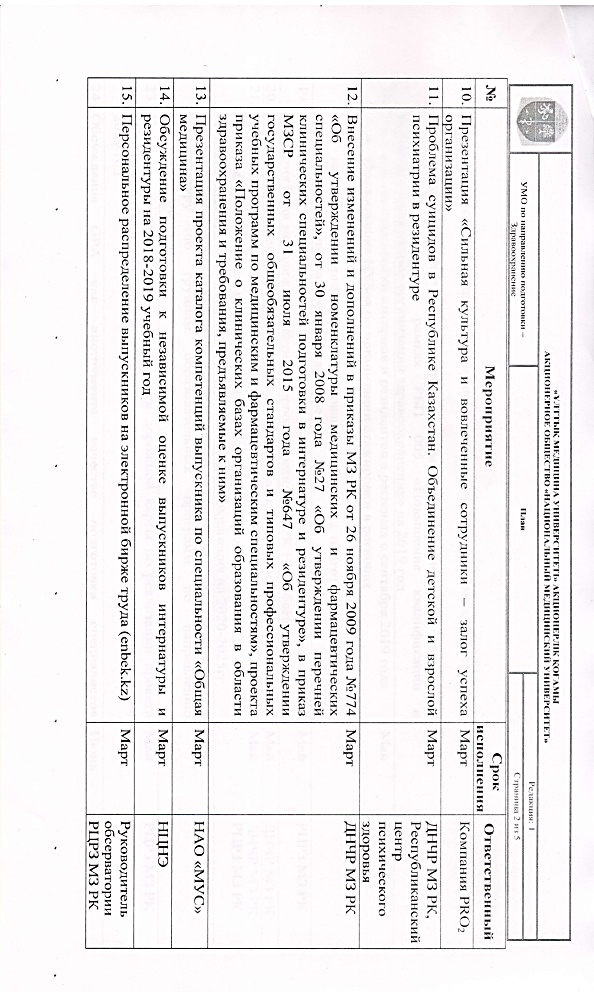 «ҰЛТТЫҚ МЕДИЦИНА УНИВЕРСИТЕТІ» АКЦИОНЕРЛІК ҚОҒАМЫ
АКЦИОНЕРНОЕ ОБЩЕСТВО «НАЦИОНАЛЬНЫЙ МЕДИЦИНСКИЙ УНИВЕРСИТЕТ»
УМО по направлению подготовки –
Здравоохранение
План
Редакция: 1
Страница 2 из 5
№
Мероприятие
Срок
исполнения
Ответственный
10. Презентация «Сильная культура и вовлеченные сотрудники – залог успеха
организации»
Март
Компания PRO2
11. Проблема суицидов в Республике Казахстан. Объединение детской и взрослой
психиатрии в резидентуре
Март
ДНЧР МЗ РК,
Республиканский
центр
психического
здоровья
12. Внесение изменений и дополнений в приказы МЗ РК от 26 ноября 2009 года №774
«Об утверждении номенклатуры медицинских и фармацевтических
специальностей», от 30 января 2008 года №27 «Об утверждении перечней
клинических специальностей подготовки в интернатуре и резидентуре», в приказ
МЗСР от 31 июля 2015 года №647 «Об утверждении
государственных общеобязательных стандартов и типовых профессиональных
учебных программ по медицинским и фармацевтическим специальностям», проекта
приказа «Положение о клинических базах организаций образования в области
здравоохранения и требования, предъявляемые к ним»
Март
ДНЧР МЗ РК
13. Презентация проекта каталога компетенций выпускника по специальности «Общая
медицина»
Март
НАО «МУС»
14. Обсуждение подготовки к независимой оценке выпускников интернатуры и
резидентуры на 2018-2019 учебный год
Март
НЦНЭ
15. Персональное распределение выпускников на электронной бирже труда (enbek.kz)
Март
Руководитель
обсерватории
РЦРЗ МЗ РК